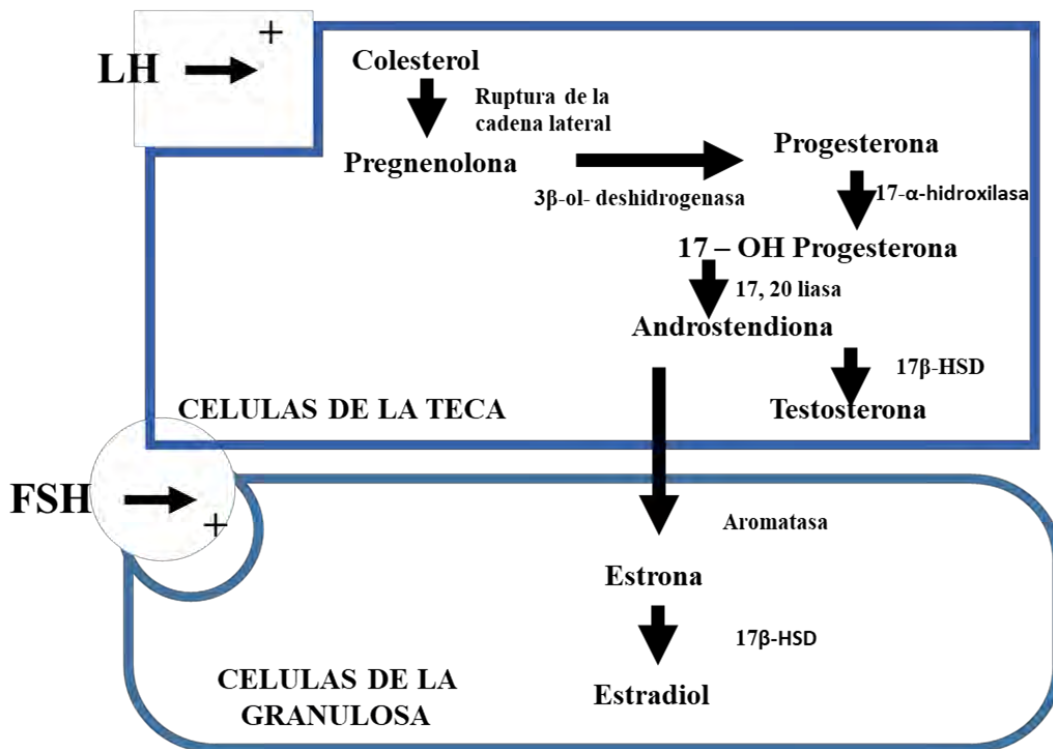 +
LH
Colesterol
Ruptura de la
cadena lateral
Pregnenolona
Progesterona
3β-ol- deshidrogenasa
17-α-hidroxilasa
17 – OH Progesterona
17, 20 liasa
Androstendiona
17β-HSD
Testosterona
CELULAS DE LA TECA
FSH
+
Aromatasa
Estrona
17β-HSD
Estradiol
CELULAS DE LA
GRANULOSA